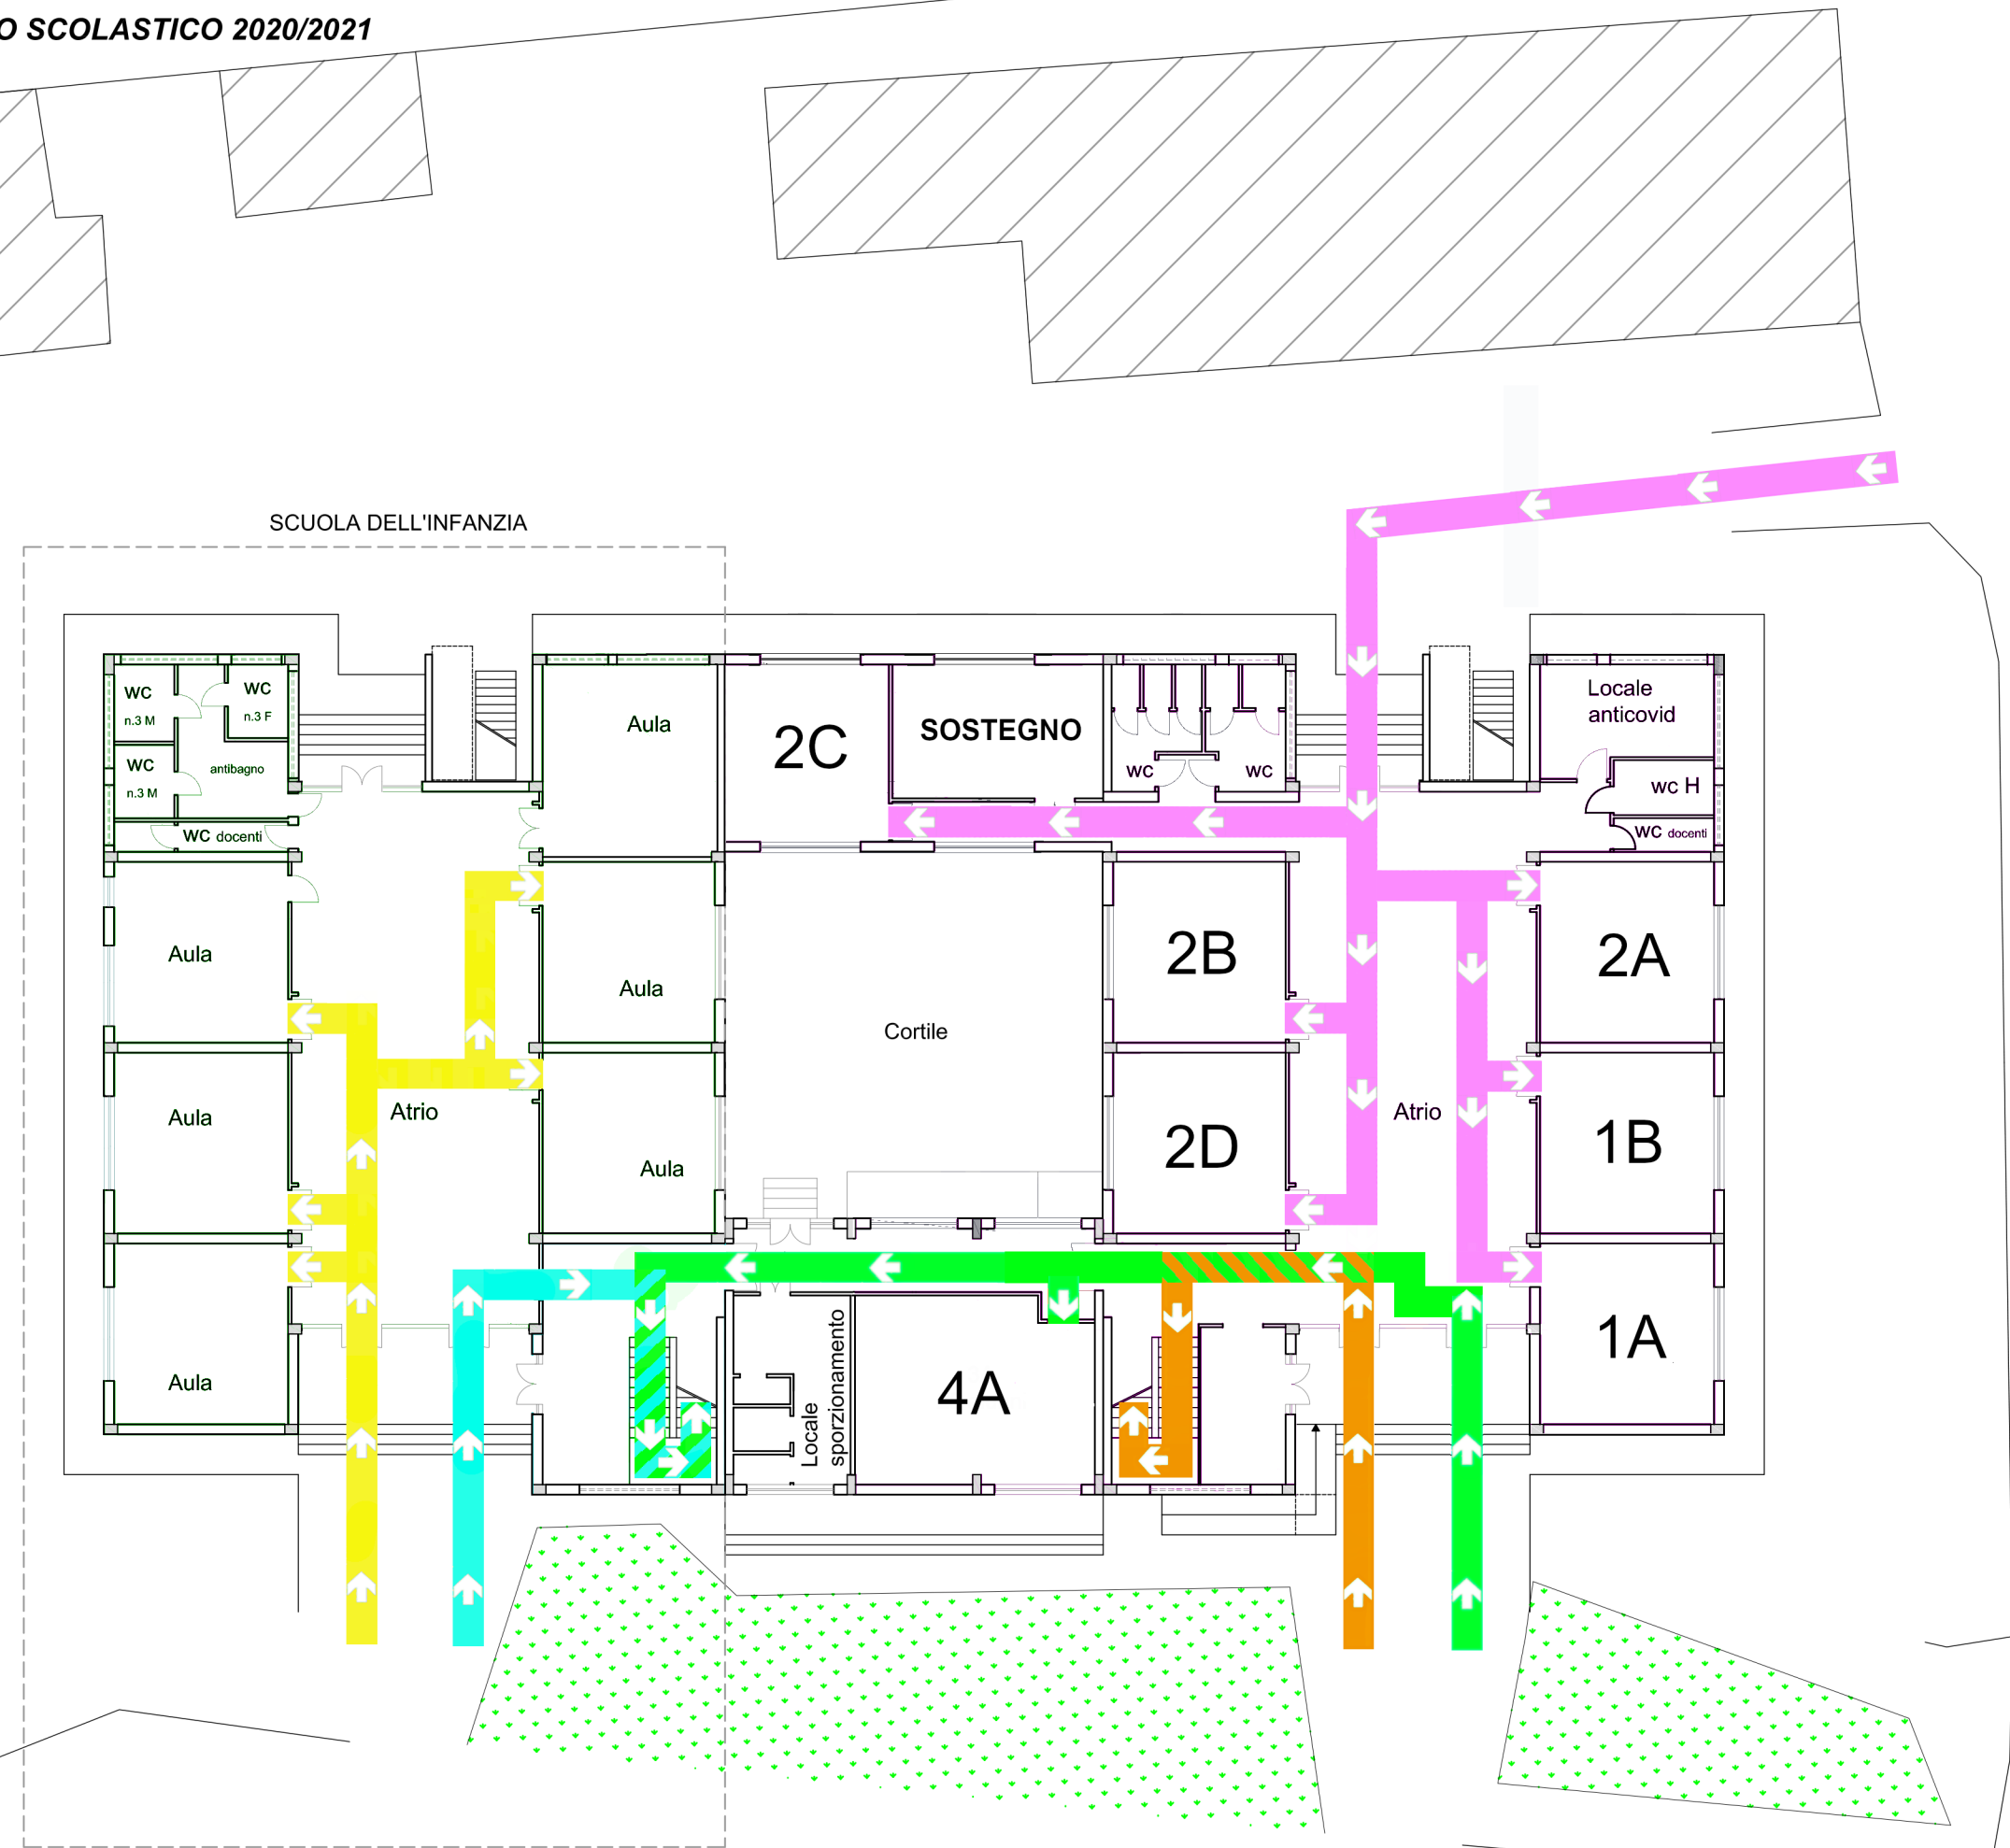 O SCOLASTICO 2020/2021
SCUOLA DELL'INFANZIA
WC
n.3 M
WC
n.3 F
WC
n.3 M
antibagno
WC docenti
Aula
2C
SOSTEGNO
WC
WC
Locale
anticovid
wc H
WC docenti
Aula
Aula
Cortile
2B
2A
Aula
Atrio
Aula
2D
Atrio
1B
Aula
Locale
sporzionamento
4A
1A